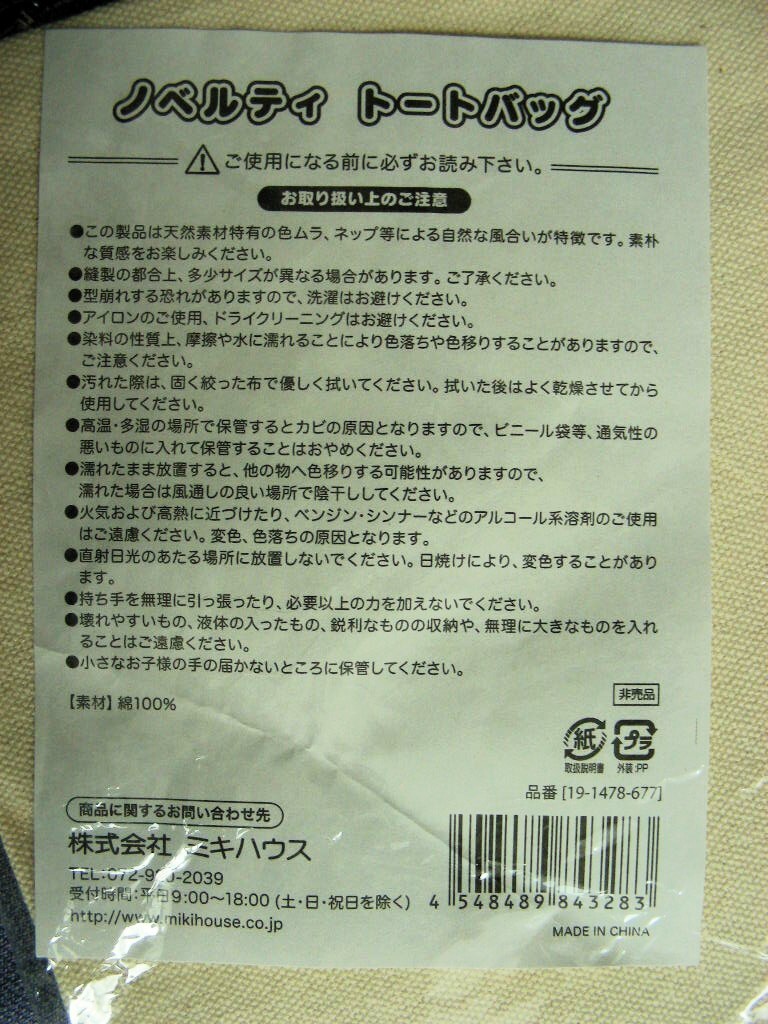 ノベルティ トートバッグ
ご使用になる前に必ずお読み下さい。
お取り扱い上のご注意
●この製品は天然素材特有の色ムラ、ネップ等による自然な風合いが特徴です。素朴
な質感をお楽しみください。
●縫製の都合上、多少サイズが異なる場合があります。ご了承ください。
●型崩れする恐れがありますので、洗濯はお避けください。
●アイロンのご使用、ドライクリーニングはお避けください。
●染料の性質上、摩擦や水に濡れることにより色落ちや色移りすることがありますので、
ご注意ください。
●汚れた際は、固く絞った布で優しく拭いてください。拭いた後はよく乾燥させてから
使用してください。
●高温・多湿の場所で保管するとカビの原因となりますので、ビニール袋等、通気性の
悪いものに入れて保管することはおやめください。
●濡れたまま放置すると、他の物へ色移りする可能性がありますので、
濡れた場合は風通しの良い場所で陰干ししてください。
●火気および高熱に近づけたり、ベンジン・シンナーなどのアルコール系溶剤のご使用
はご遠慮ください。変色、色落ちの原因となります。
●直射日光のあたる場所に放置しないでください。日焼けにより、変色することがあり
ます。
●持ち手を無理に引っ張ったり、必要以上の力を加えないでください。
●壊れやすいもの、液体の入ったもの、鋭利なものの収納や、無理に大きなものを入れ
ることはご遠慮ください。
●小さなお子様の手の届かないところに保管してください。
【素材】綿100%
非売品
紙 プラ
取扱説明書 外装:PP
品番[19-1478-677]
商品に関するお問い合わせ先
株式会社 ミキハウス
TEL:072-920-2039
受付時間:平日9:00〜18:00(土・日・祝日を除く)
http://www.mikihouse.co.jp
4 548489 843283
MADE IN CHINA